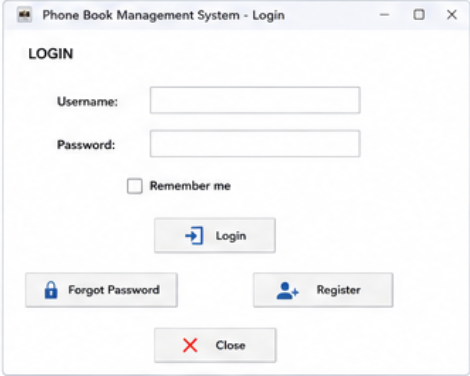 Phone Book Management System - Login
LOGIN
Username:
Password:
Remember me
Login
Forgot Password
Register
Close